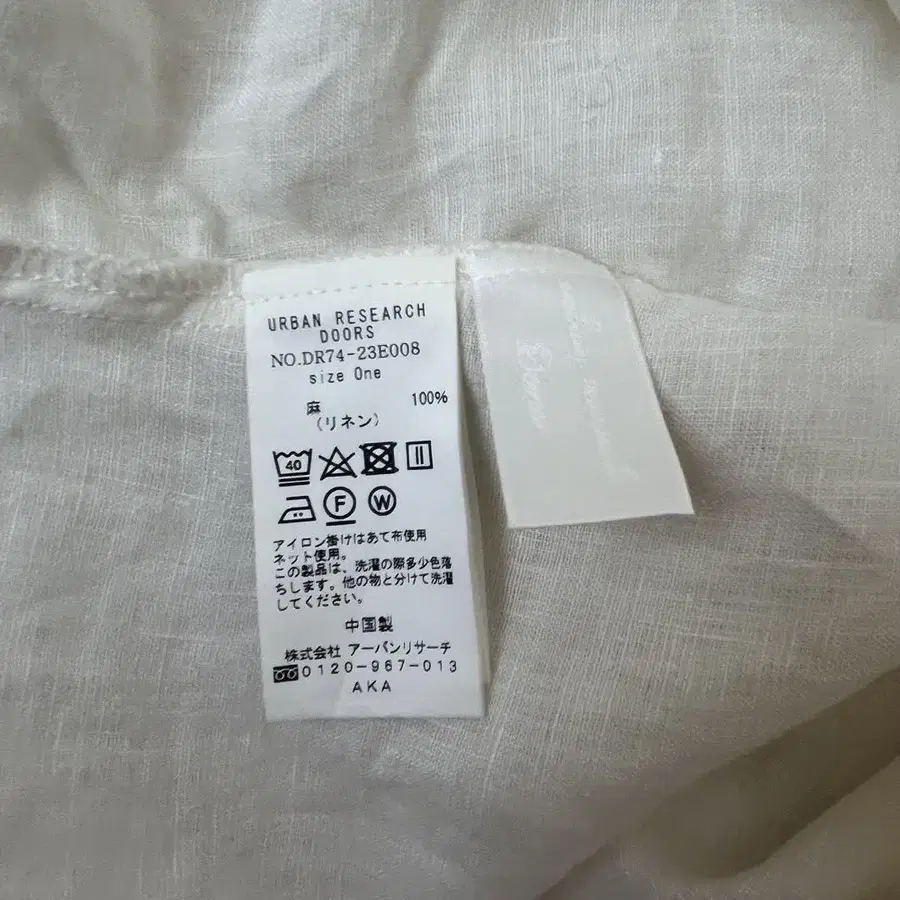 URBAN RESEARCH
DOORS
NO.DR74-23E008
size One
麻 100%
（リネン）
40
F W
アイロン掛けはあて布使用
ネット使用。
この製品は、洗濯の際多少色落
ちします。他の物と分けて洗濯
してください。
中国製
株式会社 アーバンリサーチ
0120-967-013
AKA